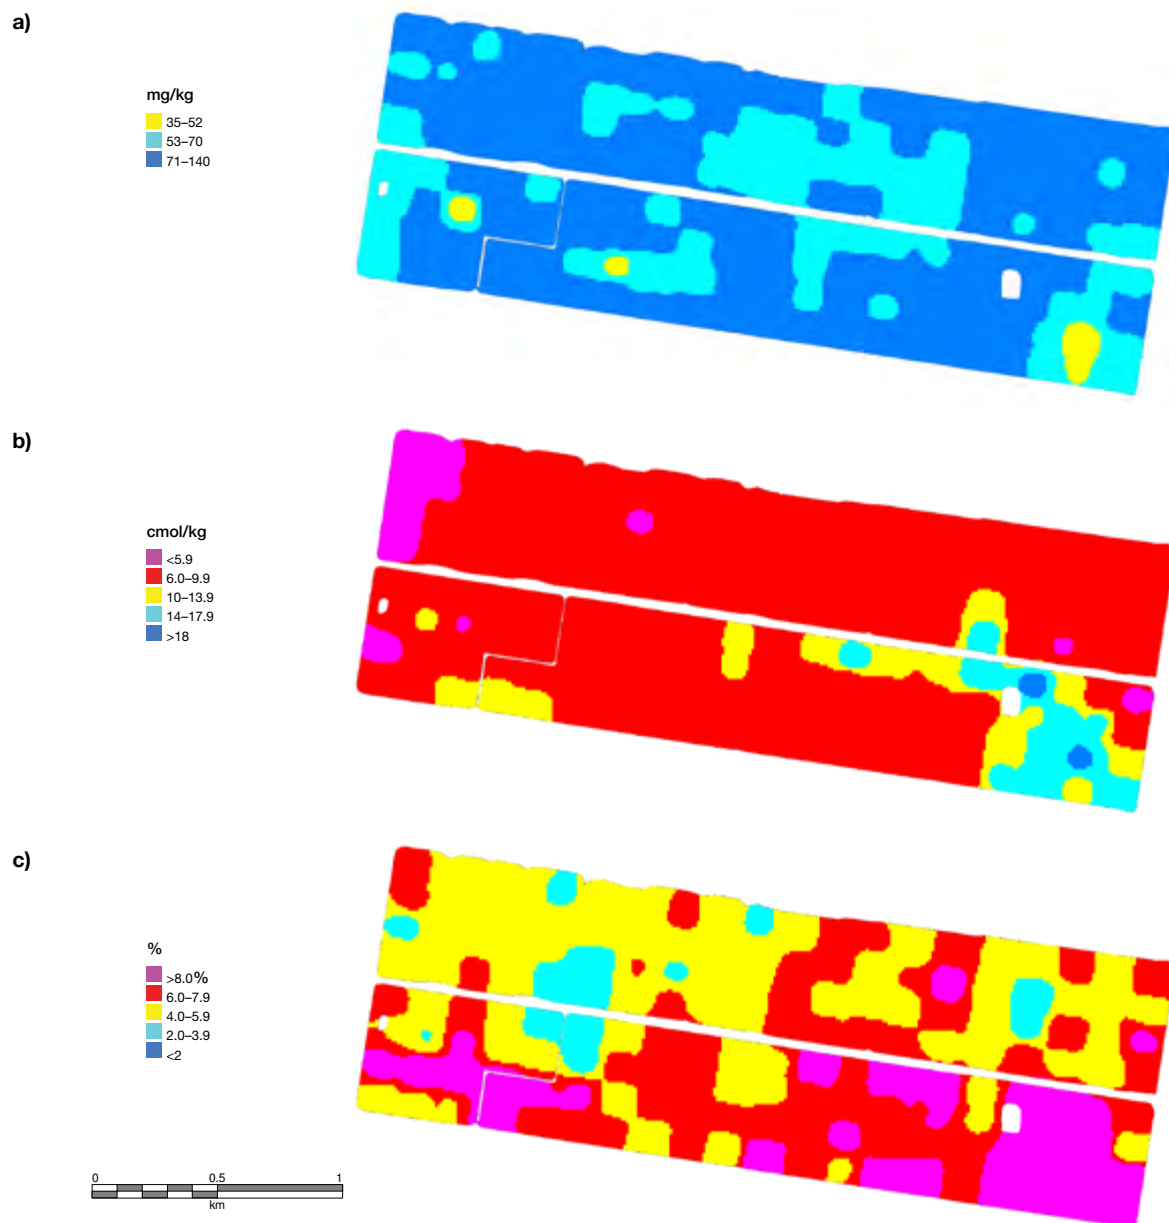 a)
mg/kg
35–52
53–70
71–140
b)
cmol/kg
<5.9
6.0–9.9
10–13.9
14–17.9
>18
c)
%
>8.0%
6.0–7.9
4.0–5.9
2.0–3.9
<2
0 0.5 1
km